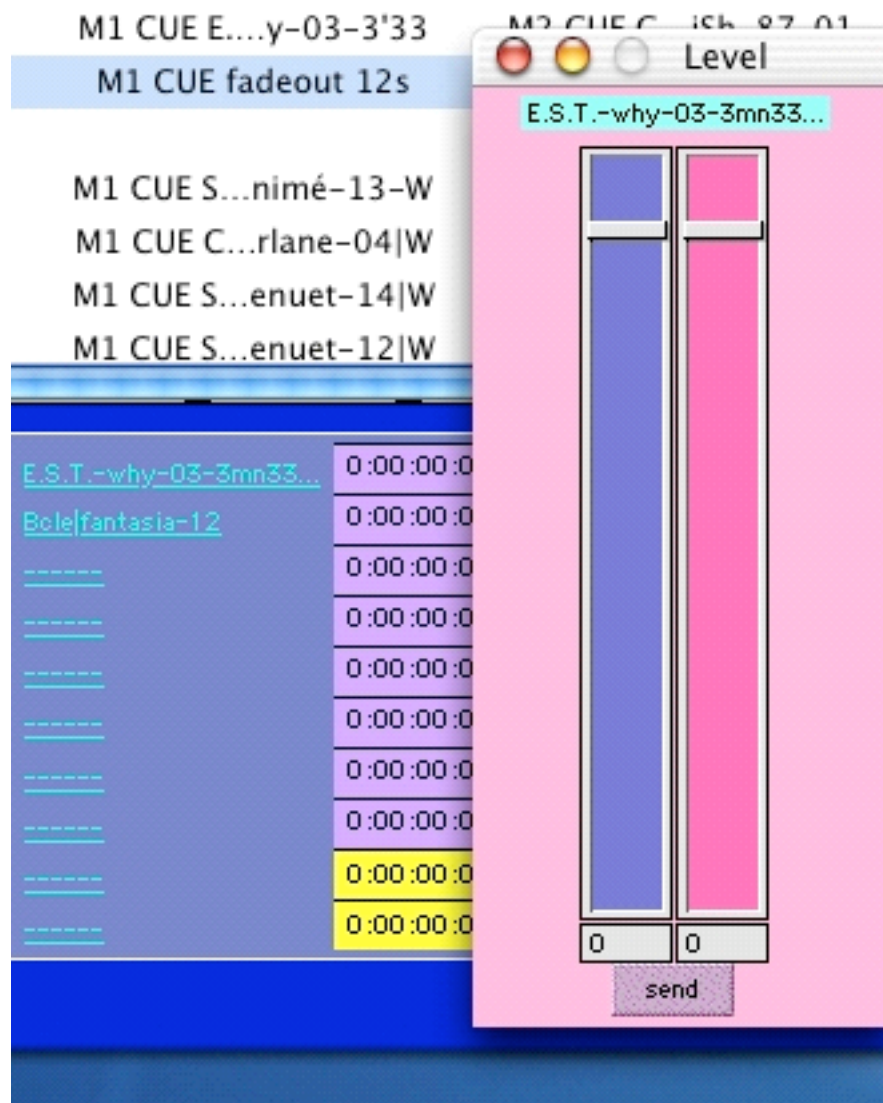 M1 CUE E....y-03-3'33
M1 CUE fadeout 12s
M1 CUE S...nimé-13-W
M1 CUE C...rlane-04|W
M1 CUE S...enuet-14|W
M1 CUE S...enuet-12|W
M2 CUE C
Level
E.S.T.-why-03-3mn33...
0
0
send
E.S.T.-why-03-3mn33... 0:00:00:0
Bcle|fantasia-12 0:00:00:0
------ 0:00:00:0
------ 0:00:00:0
------ 0:00:00:0
------ 0:00:00:0
------ 0:00:00:0
------ 0:00:00:0
------ 0:00:00:0
------ 0:00:00:0